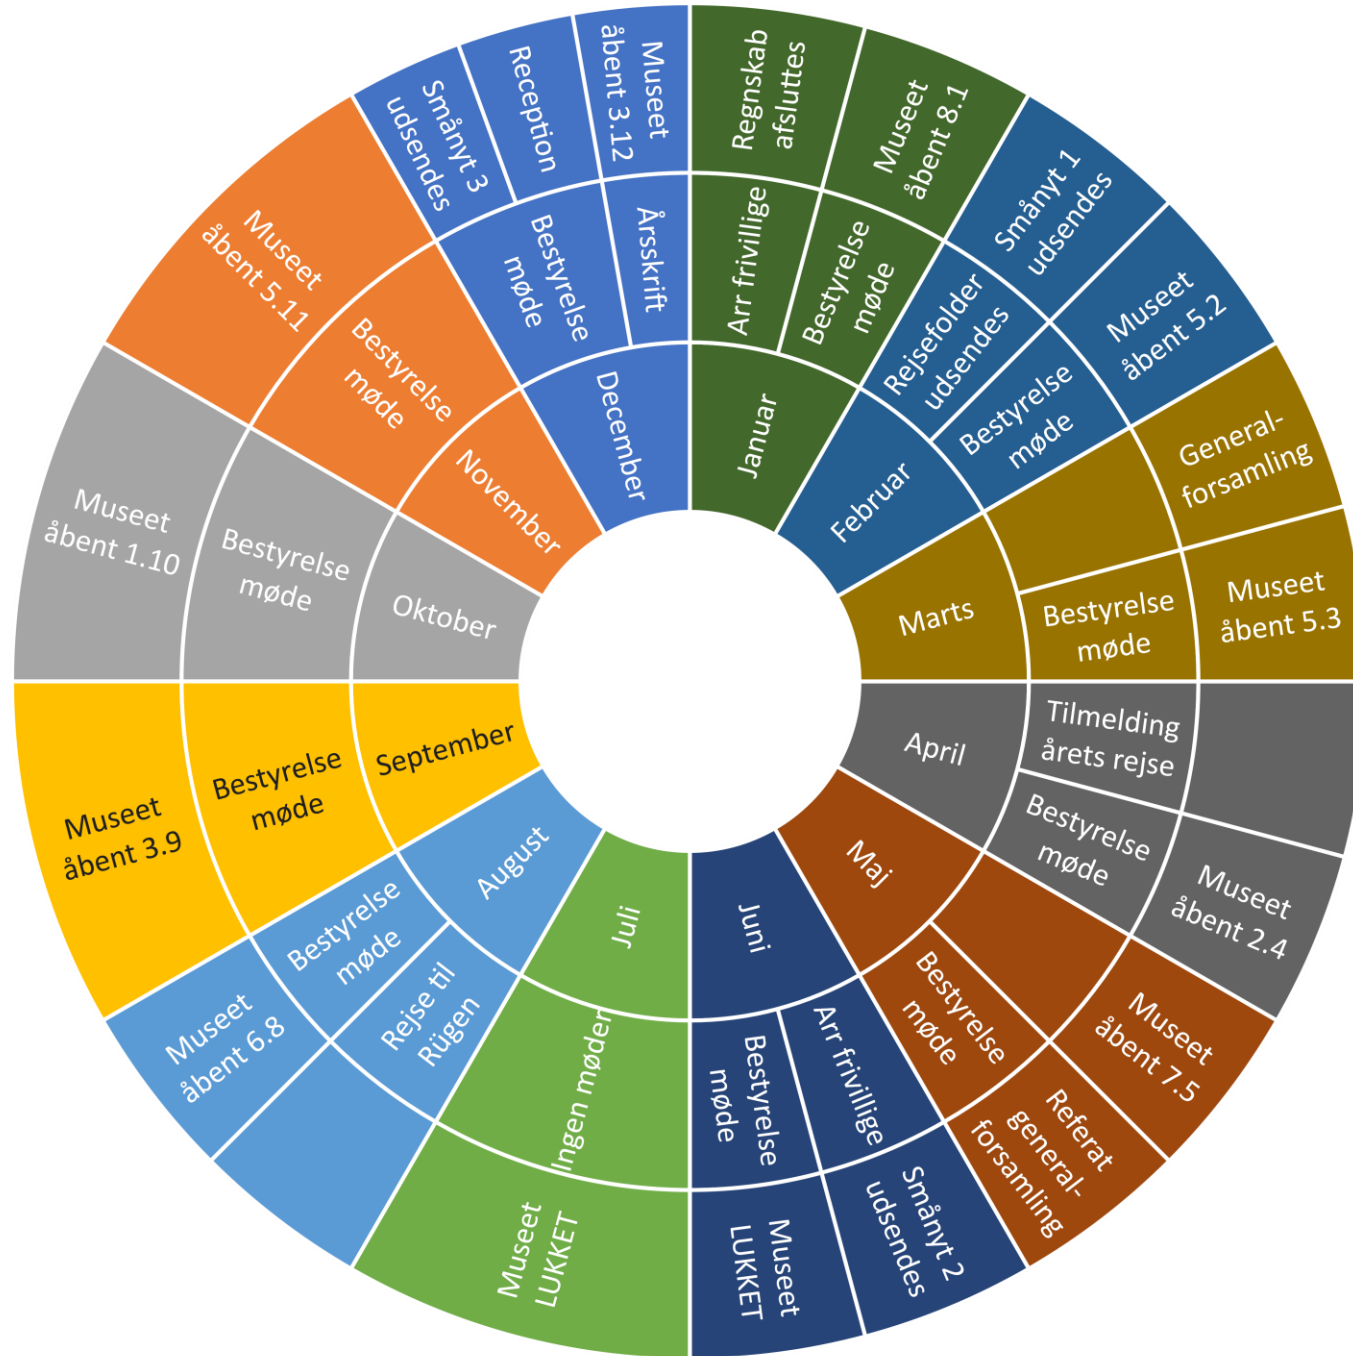 Januar
Arr frivillige
Bestyrelse
møde
Regnskab
afsluttes
Museet
åbent 8.1
Februar
Rejsefolder
udsendes
Bestyrelse
møde
Smånyt 1
udsendes
Museet
åbent 5.2
Marts
Bestyrelse
møde
General-
forsamling
Museet
åbent 5.3
April
Tilmelding
årets rejse
Bestyrelse
møde
Museet
åbent 2.4
Maj
Bestyrelse
møde
Museet
åbent 7.5
Referat
general-
forsamling
Juni
Arr frivillige
Bestyrelse
møde
Smånyt 2
udsendes
Museet
LUKKET
Juli
Ingen møder
Museet
LUKKET
August
Rejse til
Rügen
Bestyrelse
møde
Museet
åbent 6.8
September
Bestyrelse
møde
Museet
åbent 3.9
Oktober
Bestyrelse
møde
Museet
åbent 1.10
November
Bestyrelse
møde
Museet
åbent 5.11
December
Bestyrelse
møde
Årsskrift
Smånyt 3
udsendes
Reception
Museet
åbent 3.12